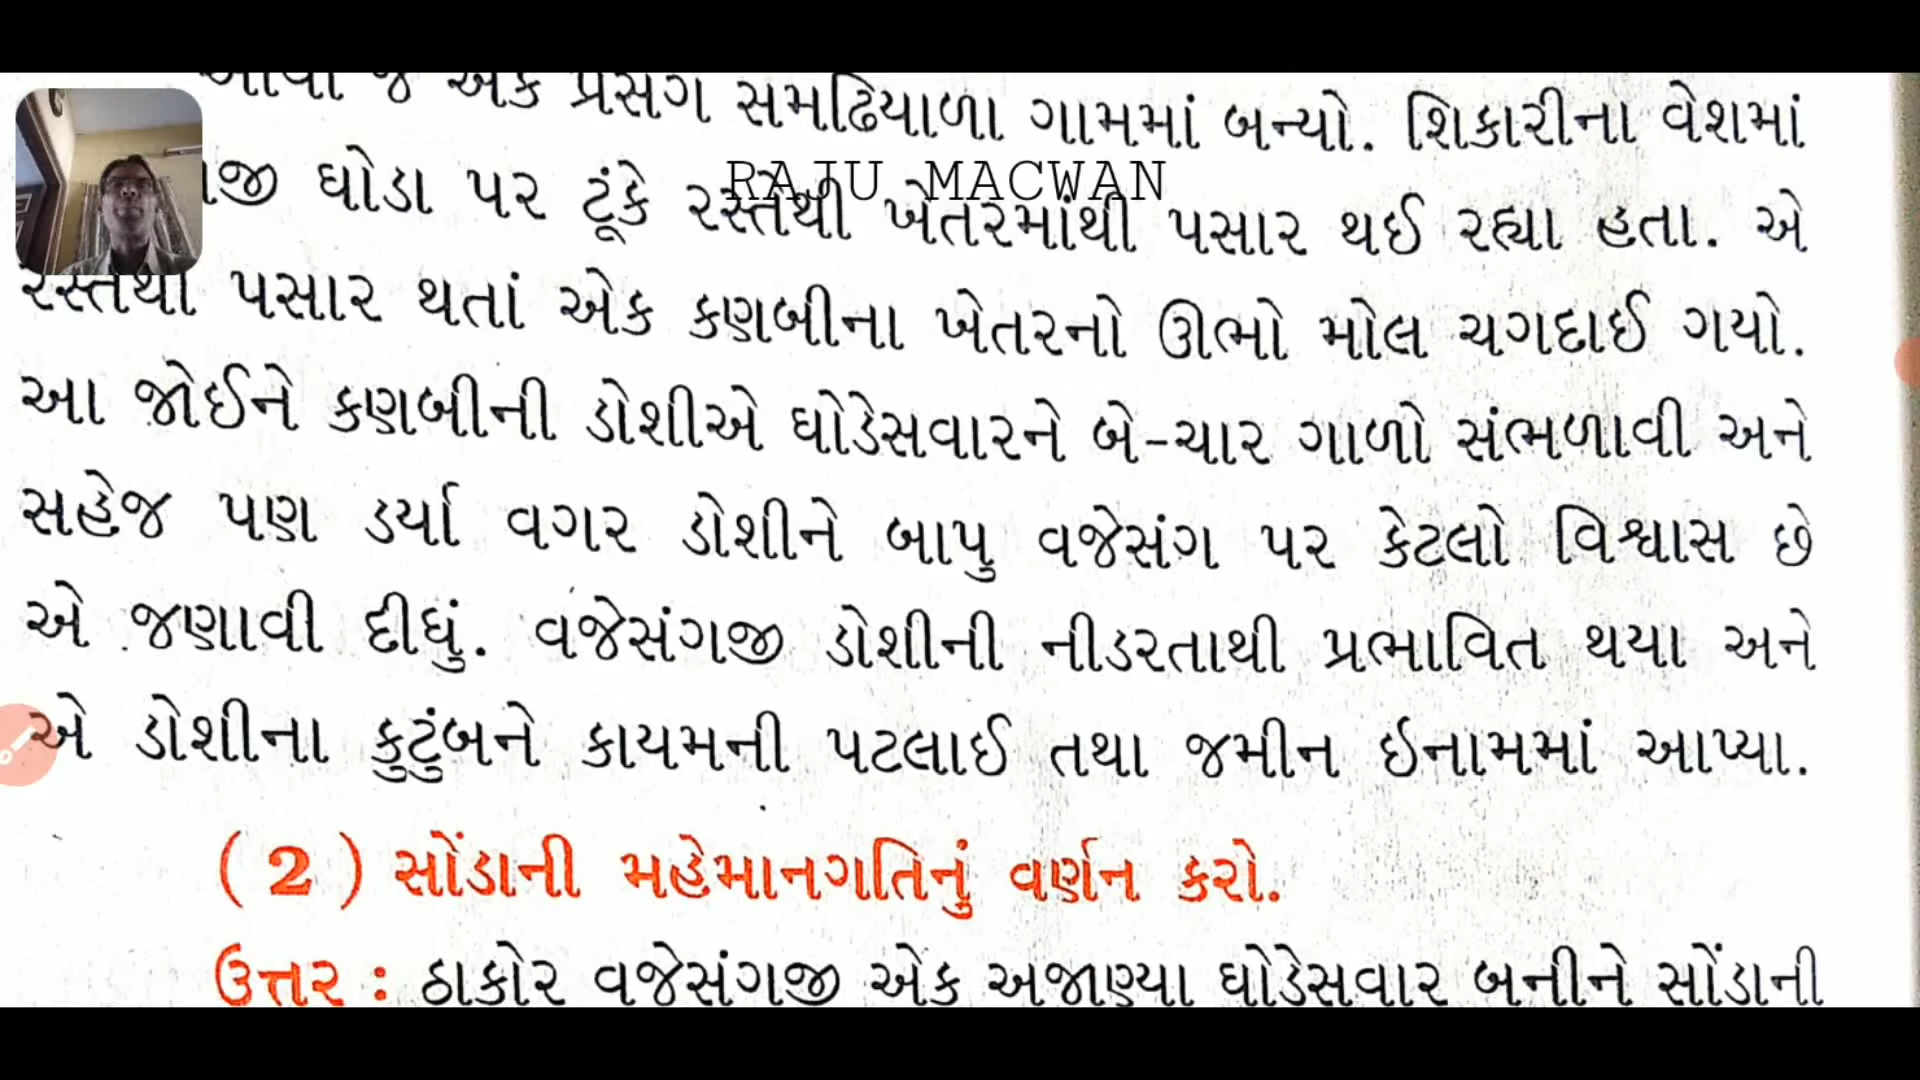 જ એક પ્રસંગ સમઢિયાળા ગામમાં બન્યો. શિકારીના વેશમાં
RAJU MACWAN
ઘોડા પર ટૂંકે રસ્તેથી ખેતરમાંથી પસાર થઈ રહ્યા હતા. એ
રસ્તેથી પસાર થતાં એક કણબીના ખેતરનો ઊભો મોલ ચગદાઈ ગયો.
આ જોઈને કણબીની ડોશીએ ઘોડેસવારને બે-ચાર ગાળો સંભળાવી અને
સહેજ પણ ડર્યા વગર ડોશીને બાપુ વજેસંગ પર કેટલો વિશ્વાસ છે
એ જણાવી દીધું. વજેસંગજી ડોશીની નીડરતાથી પ્રભાવિત થયા અને
એ ડોશીના કુટુંબને કાયમની પટલાઈ તથા જમીન ઇનામમાં આપ્યા.
(2) સોંડાની મહેમાનગતિનું વર્ણન કરો.
ઉત્તર : ઠાકોર વજેસંગજી એક અજાણ્યા ઘોડેસવાર બનીને સોંડાની